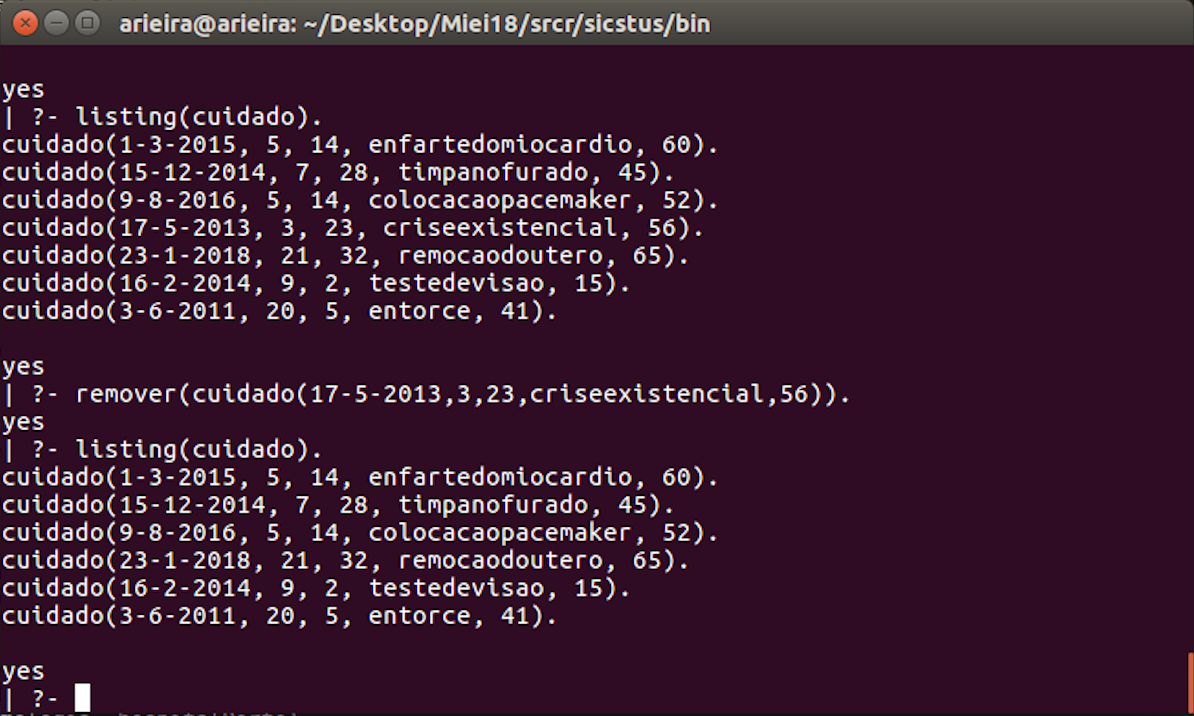 arieira@arieira: ~/Desktop/Miei18/srcr/sicstus/bin
yes
| ?- listing(cuidado).
cuidado(1-3-2015, 5, 14, enfartedomiocardio, 60).
cuidado(15-12-2014, 7, 28, timpanofurado, 45).
cuidado(9-8-2016, 5, 14, colocacaopacemaker, 52).
cuidado(17-5-2013, 3, 23, criseexistencial, 56).
cuidado(23-1-2018, 21, 32, remocaodoutero, 65).
cuidado(16-2-2014, 9, 2, testedevisao, 15).
cuidado(3-6-2011, 20, 5, entorce, 41).
yes
| ?- remover(cuidado(17-5-2013,3,23,criseexistencial,56)).
yes
| ?- listing(cuidado).
cuidado(1-3-2015, 5, 14, enfartedomiocardio, 60).
cuidado(15-12-2014, 7, 28, timpanofurado, 45).
cuidado(9-8-2016, 5, 14, colocacaopacemaker, 52).
cuidado(23-1-2018, 21, 32, remocaodoutero, 65).
cuidado(16-2-2014, 9, 2, testedevisao, 15).
cuidado(3-6-2011, 20, 5, entorce, 41).
yes
| ?-